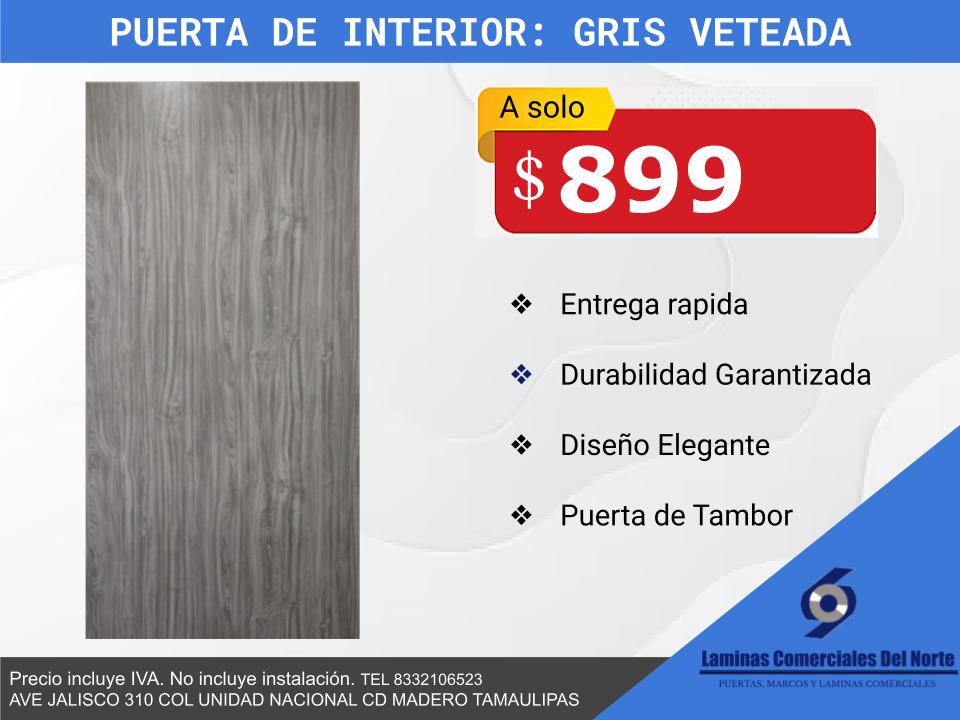 PUERTA DE INTERIOR: GRIS VETEADA
A solo
$ 899
❖ Entrega rapida
❖ Durabilidad Garantizada
❖ Diseño Elegante
❖ Puerta de Tambor
Laminas Comerciales Del Norte
PUERTAS, MARCOS Y LAMINAS COMERCIALES
Precio incluye IVA. No incluye instalación. TEL 8332106523
AVE JALISCO 310 COL UNIDAD NACIONAL CD MADERO TAMAULIPAS